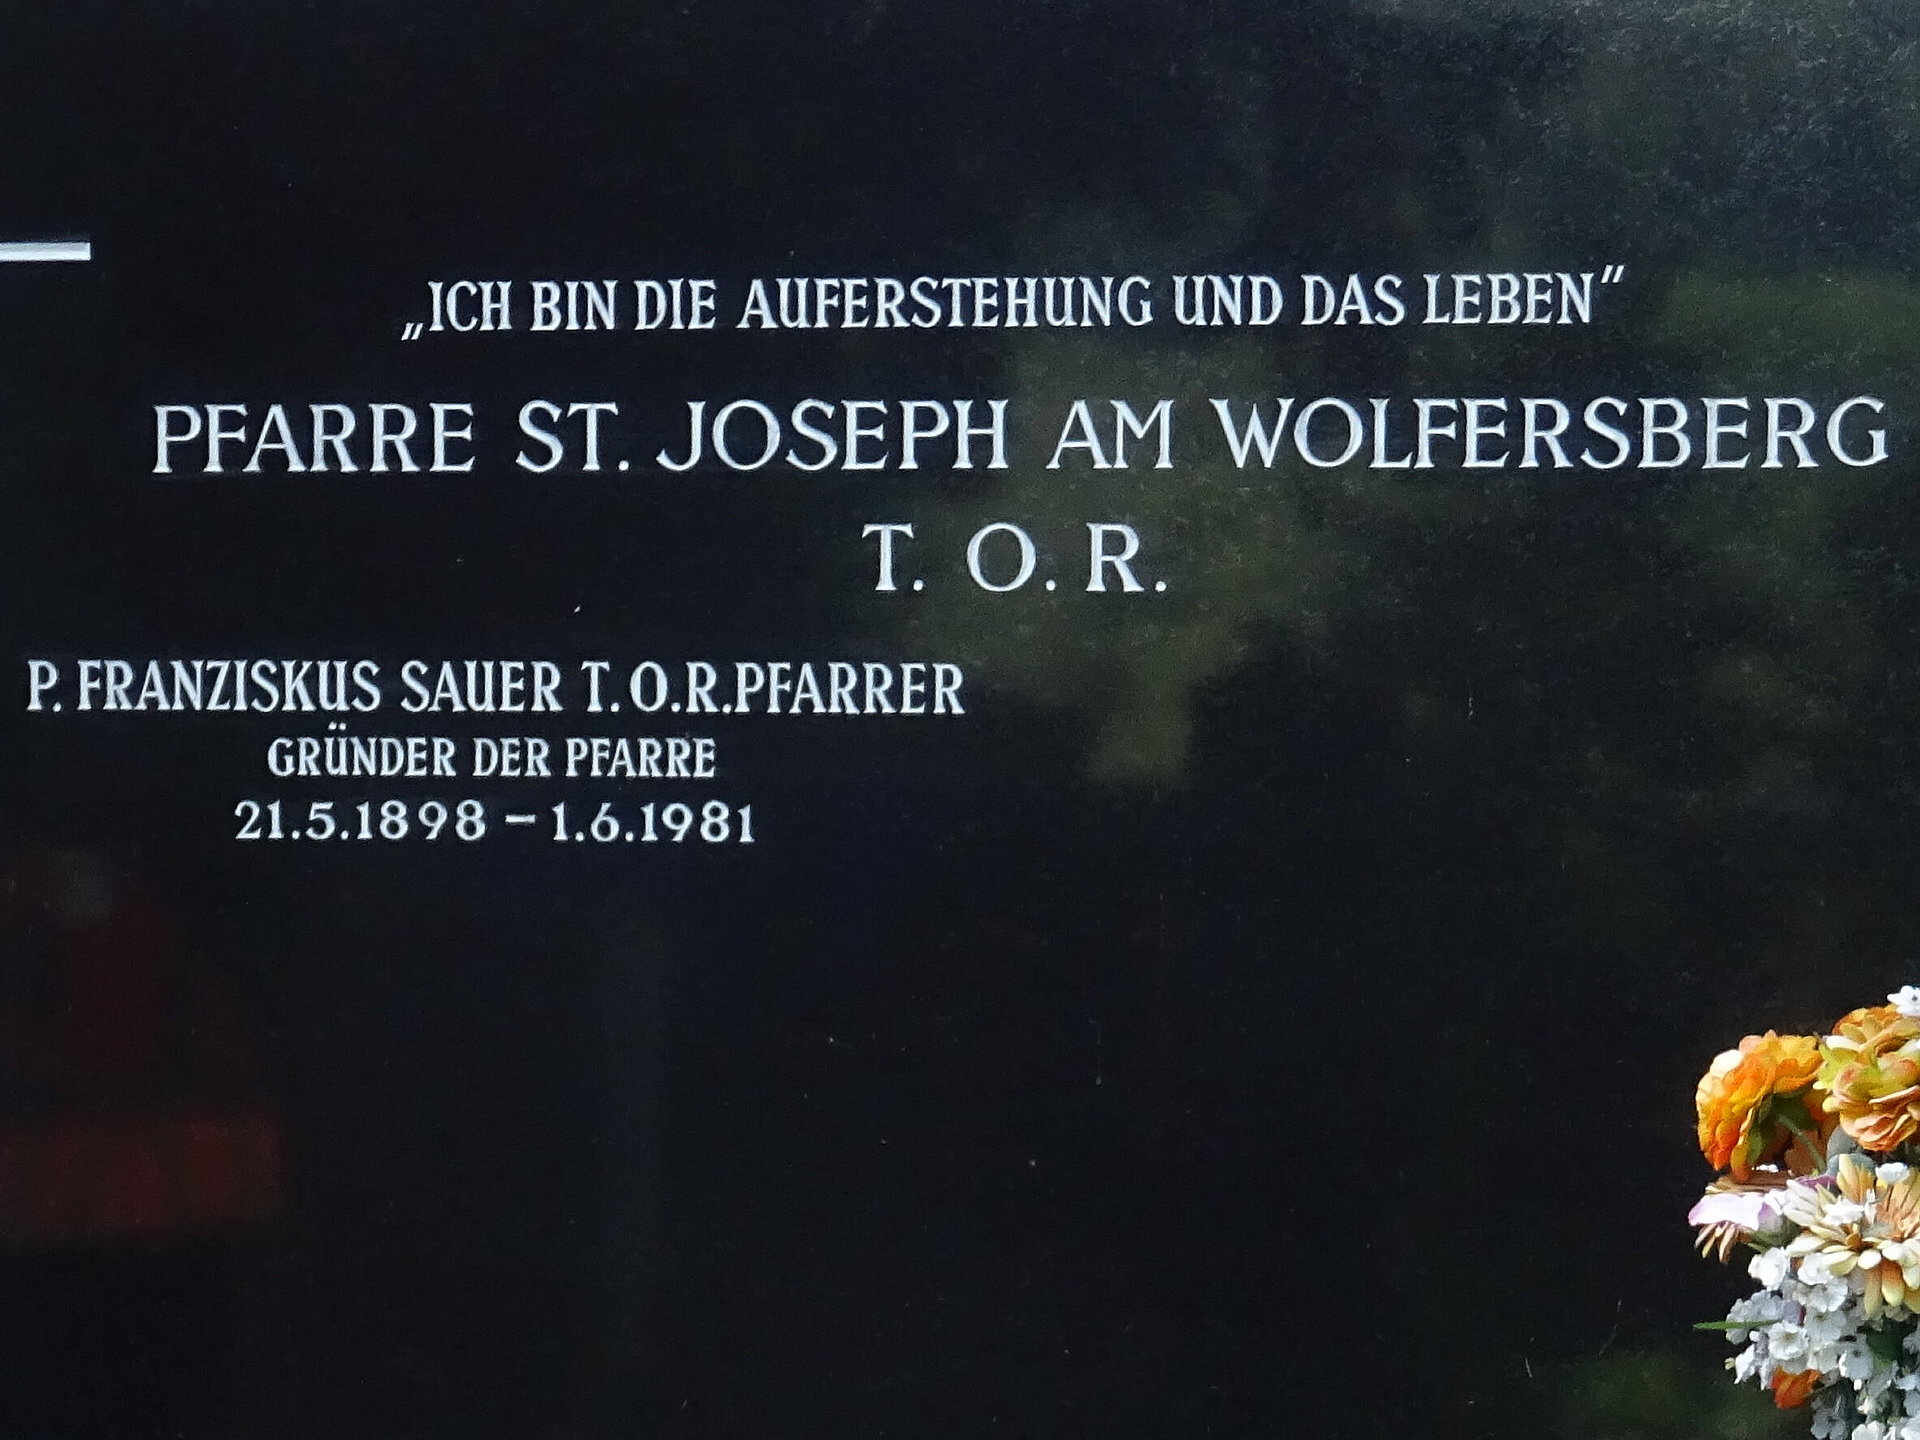 „ICH BIN DIE AUFERSTEHUNG UND DAS LEBEN"
PFARRE ST. JOSEPH AM WOLFERSBERG
T. O. R.
P. FRANZISKUS SAUER T.O.R. PFARRER
GRÜNDER DER PFARRE
21.5.1898 – 1.6.1981